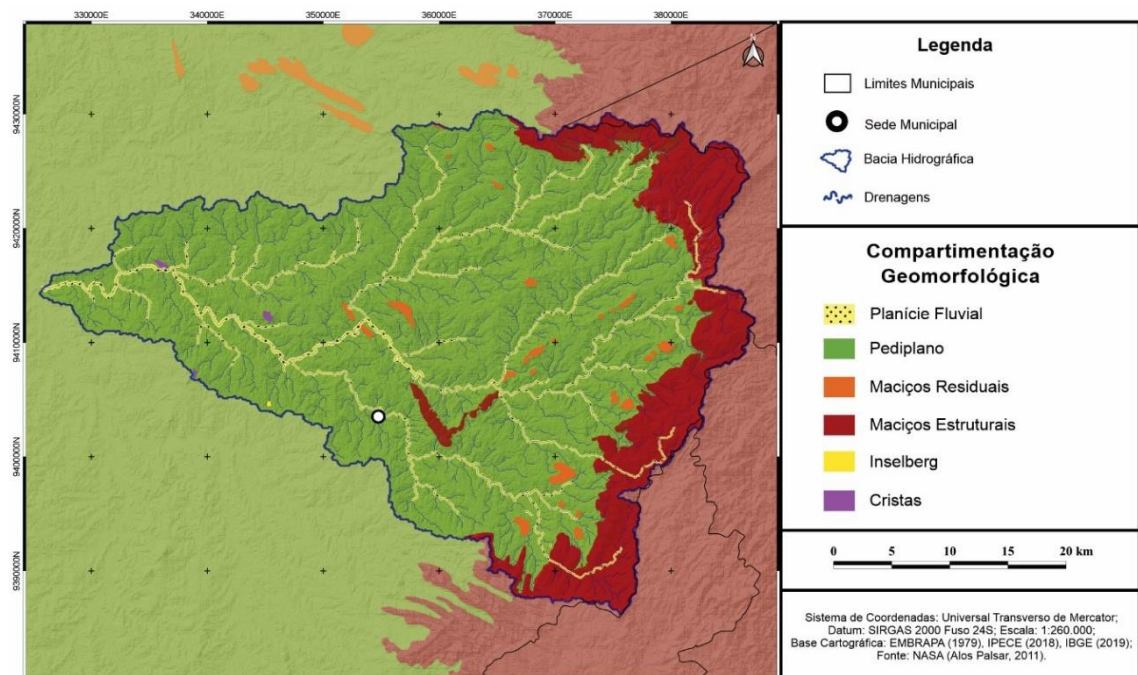 330000E 340000E 350000E 360000E 370000E 380000E
N
9430000N
9420000N
9410000N
9400000N
9390000N
Legenda
Limites Municipais
Sede Municipal
Bacia Hidrográfica
Drenagens
Compartimentação
Geomorfológica
Planície Fluvial
Pediplano
Maciços Residuais
Maciços Estruturais
Inselberg
Cristas
0 5 10 15 20 km
Sistema de Coordenadas: Universal Transverso de Mercator;
Datum: SIRGAS 2000 Fuso 24S; Escala: 1:260.000;
Base Cartográfica: EMBRAPA (1979), IPECE (2018), IBGE (2019);
Fonte: NASA (Alos Palsar, 2011).